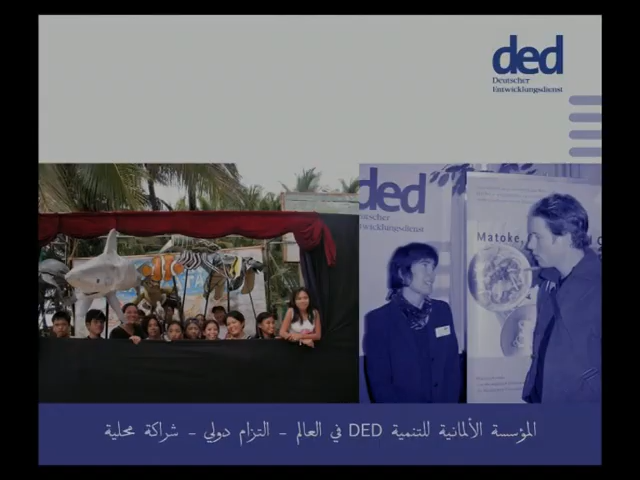 ded
Deutscher
Entwicklungsdienst
ded
Deutscher
Entwicklungsdienst
Matoke,
المؤسسة الألمانية للتنمية DED في العالم - التزام دولي - شراكة محلية